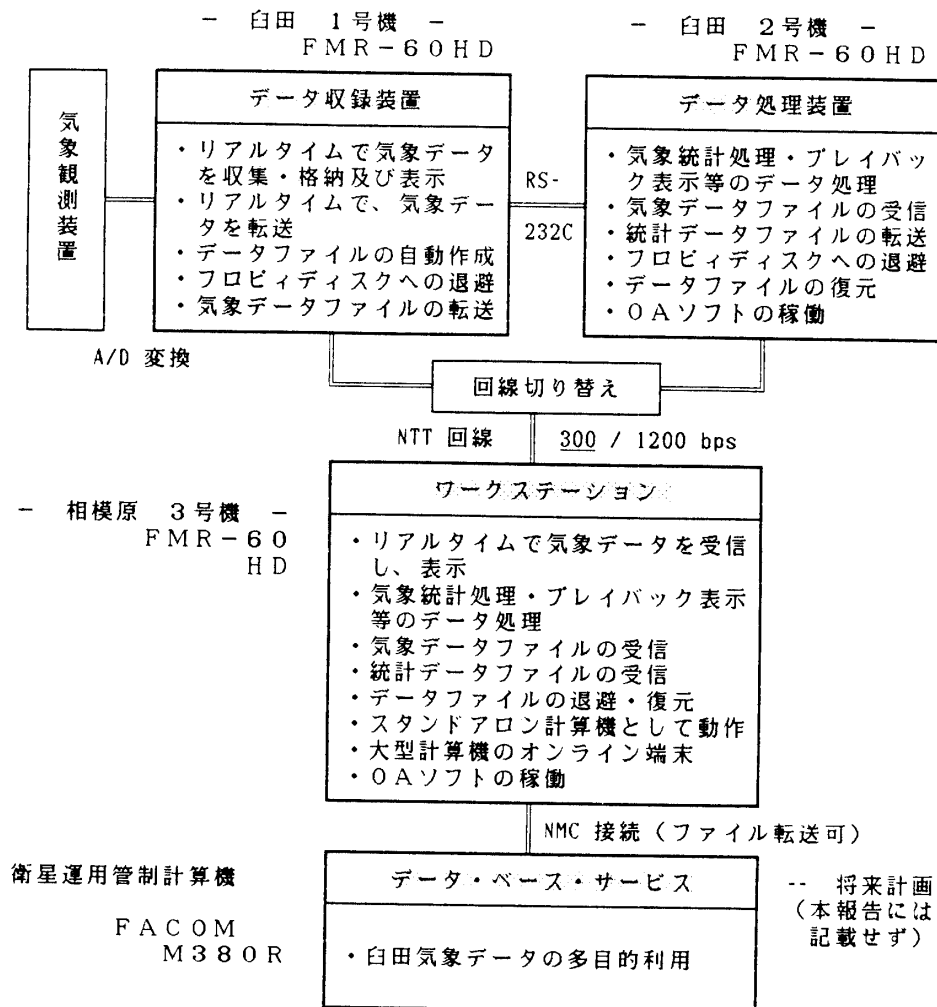 － 臼田 １号機 －
ＦＭＲ－６０ＨＤ
－ 臼田 ２号機 －
ＦＭＲ－６０ＨＤ
気象観測装置
データ収録装置
・リアルタイムで気象データ
を収集・格納及び表示
・リアルタイムで、気象デー
タを転送
・データファイルの自動作成
・フロピィディスクへの退避
・気象データファイルの転送
RS-
232C
データ処理装置
・気象統計処理・プレイバッ
ク表示等のデータ処理
・気象データファイルの受信
・統計データファイルの転送
・フロピィディスクへの退避
・データファイルの復元
・ＯＡソフトの稼働
A/D 変換
回線切り替え
NTT 回線
300 / 1200 bps
－ 相模原 ３号機 －
ＦＭＲ－６０
ＨＤ
ワークステーション
・リアルタイムで気象データを受信
し、表示
・気象統計処理・プレイバック表示
等のデータ処理
・気象データファイルの受信
・統計データファイルの受信
・データファイルの退避・復元
・スタンドアロン計算機として動作
・大型計算機のオンライン端末
・ＯＡソフトの稼働
NMC 接続（ファイル転送可）
衛星運用管制計算機
ＦＡＣＯＭ
Ｍ３８０Ｒ
データ・ベース・サービス
・臼田気象データの多目的利用
-- 将来計画
（本報告には
記載せず）